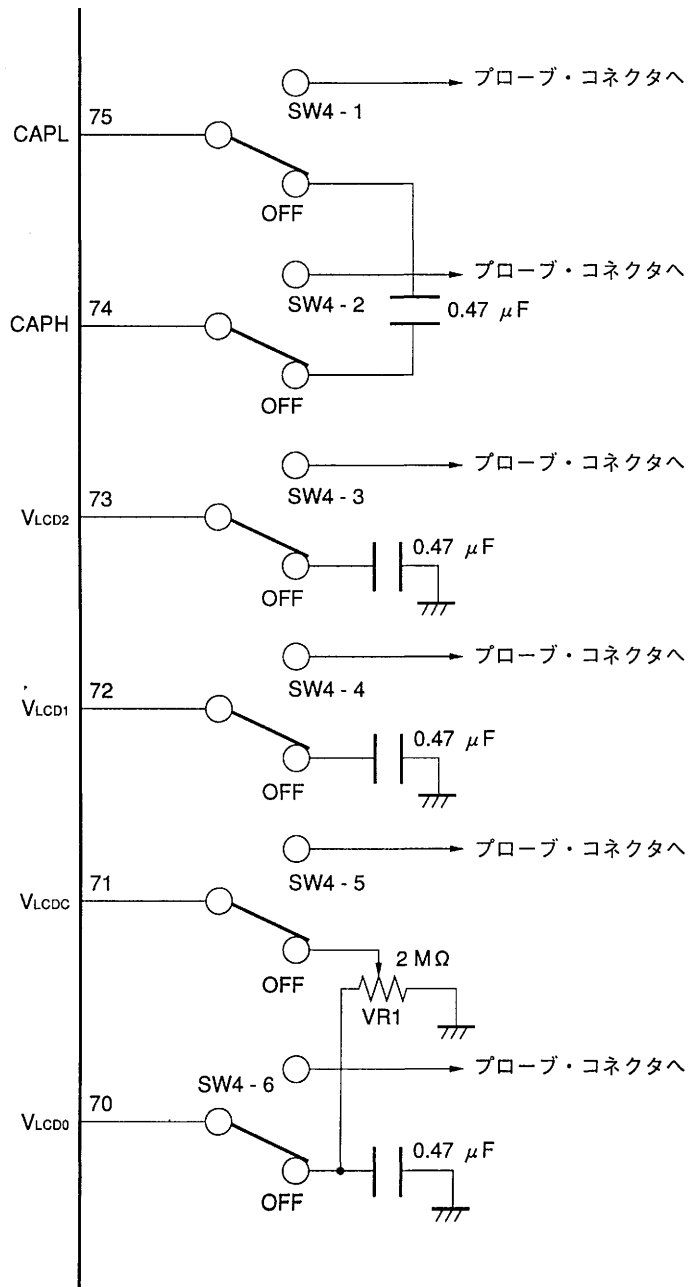 プローブ・コネクタへ
SW4 - 1
75
CAPL
OFF
プローブ・コネクタへ
SW4 - 2
0.47 μF
74
CAPH
OFF
プローブ・コネクタへ
SW4 - 3
73
VLCD2
0.47 μF
OFF
プローブ・コネクタへ
SW4 - 4
72
VLCD1
0.47 μF
OFF
プローブ・コネクタへ
SW4 - 5
71
VLCDC
2 MΩ
OFF
VR1
プローブ・コネクタへ
SW4 - 6
70
VLCD0
0.47 μF
OFF